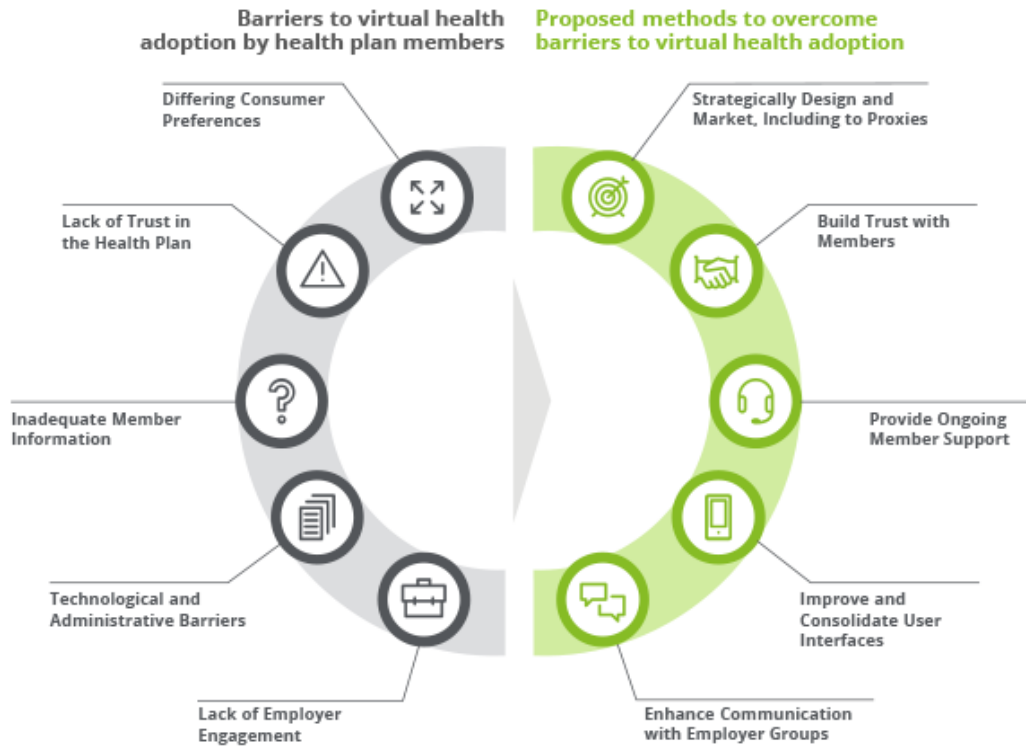 Barriers to virtual health
adoption by health plan members
Differing Consumer
Preferences
Lack of Trust in
the Health Plan
Inadequate Member
Information
Technological and
Administrative Barriers
Lack of Employer
Engagement
Proposed methods to overcome
barriers to virtual health adoption
Strategically Design and
Market, Including to Proxies
Build Trust with
Members
Provide Ongoing
Member Support
Improve and
Consolidate User
Interfaces
Enhance Communication
with Employer Groups